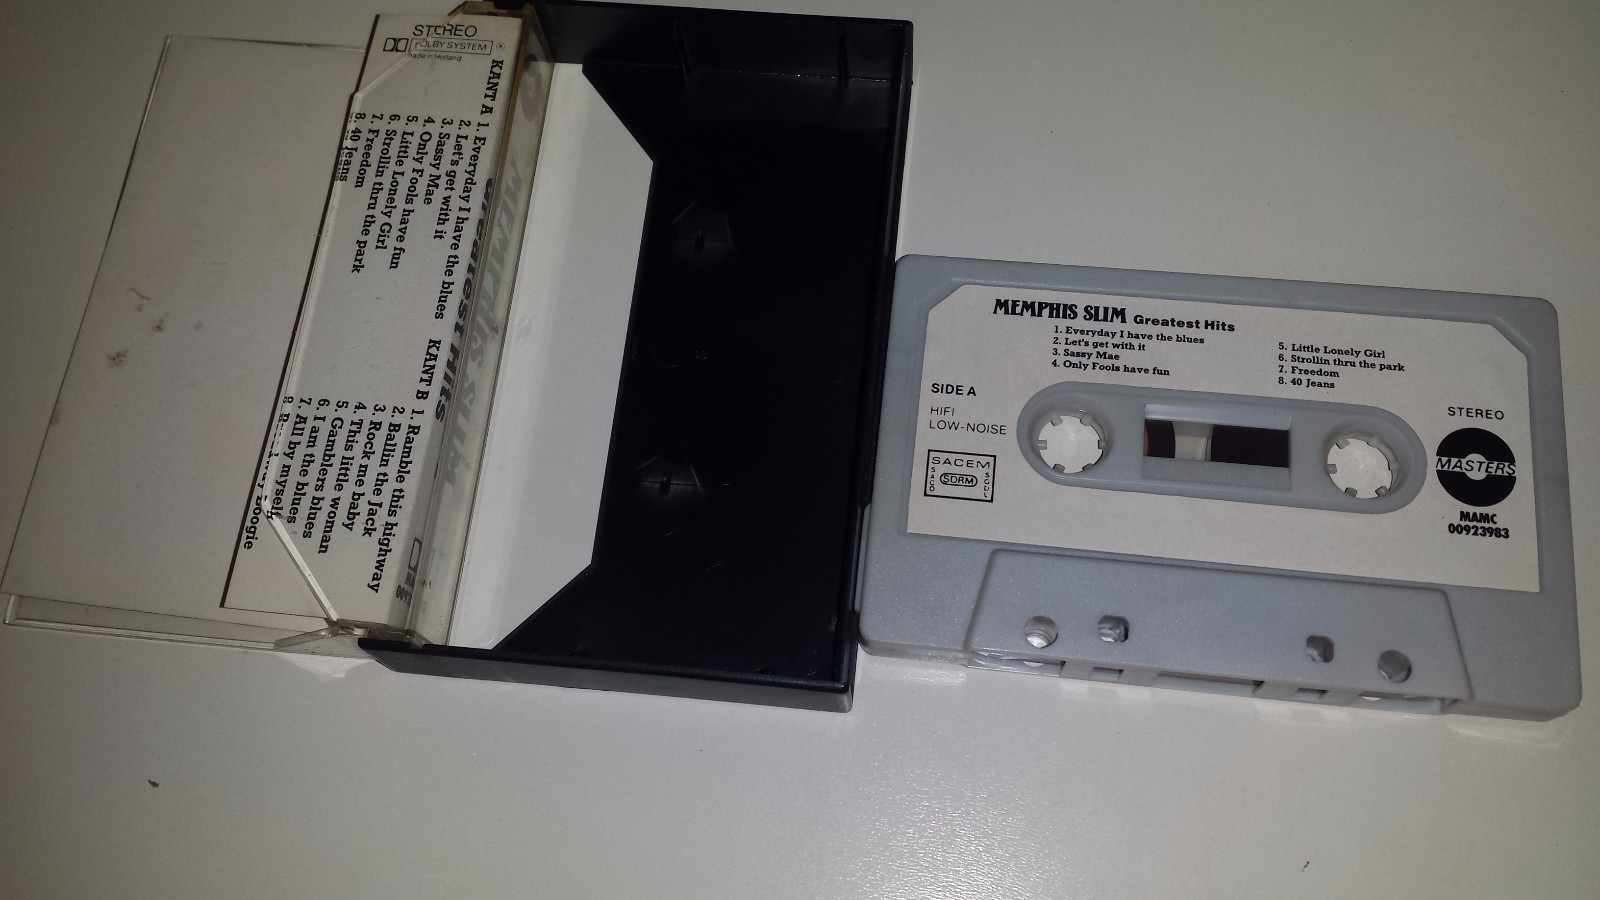 STEREO
DOLBY SYSTEM
made in Holland
KANT A 1. Everyday I have the blues
2. Let's get with it
3. Sassy Mae
4. Only Fools have fun
5. Little Lonely Girl
6. Strollin thru the park
7. Freedom
8. 40 Jeans
KANT B 1. Ramble this highway
2. Ballin the Jack
3. Rock me baby
4. This little woman
5. Gamblers blues
6. I am the blues
7. All by myself
8. boogie
MEMPHIS SLIM
Greatest Hits
MEMPHIS SLIM Greatest Hits
1. Everyday I have the blues
2. Let's get with it
3. Sassy Mae
4. Only Fools have fun
5. Little Lonely Girl
6. Strollin thru the park
7. Freedom
8. 40 Jeans
SIDE A
HIFI
LOW-NOISE
SACEM
SACD
SDRM
SGDL
STEREO
MASTERS
MAMC
00923983